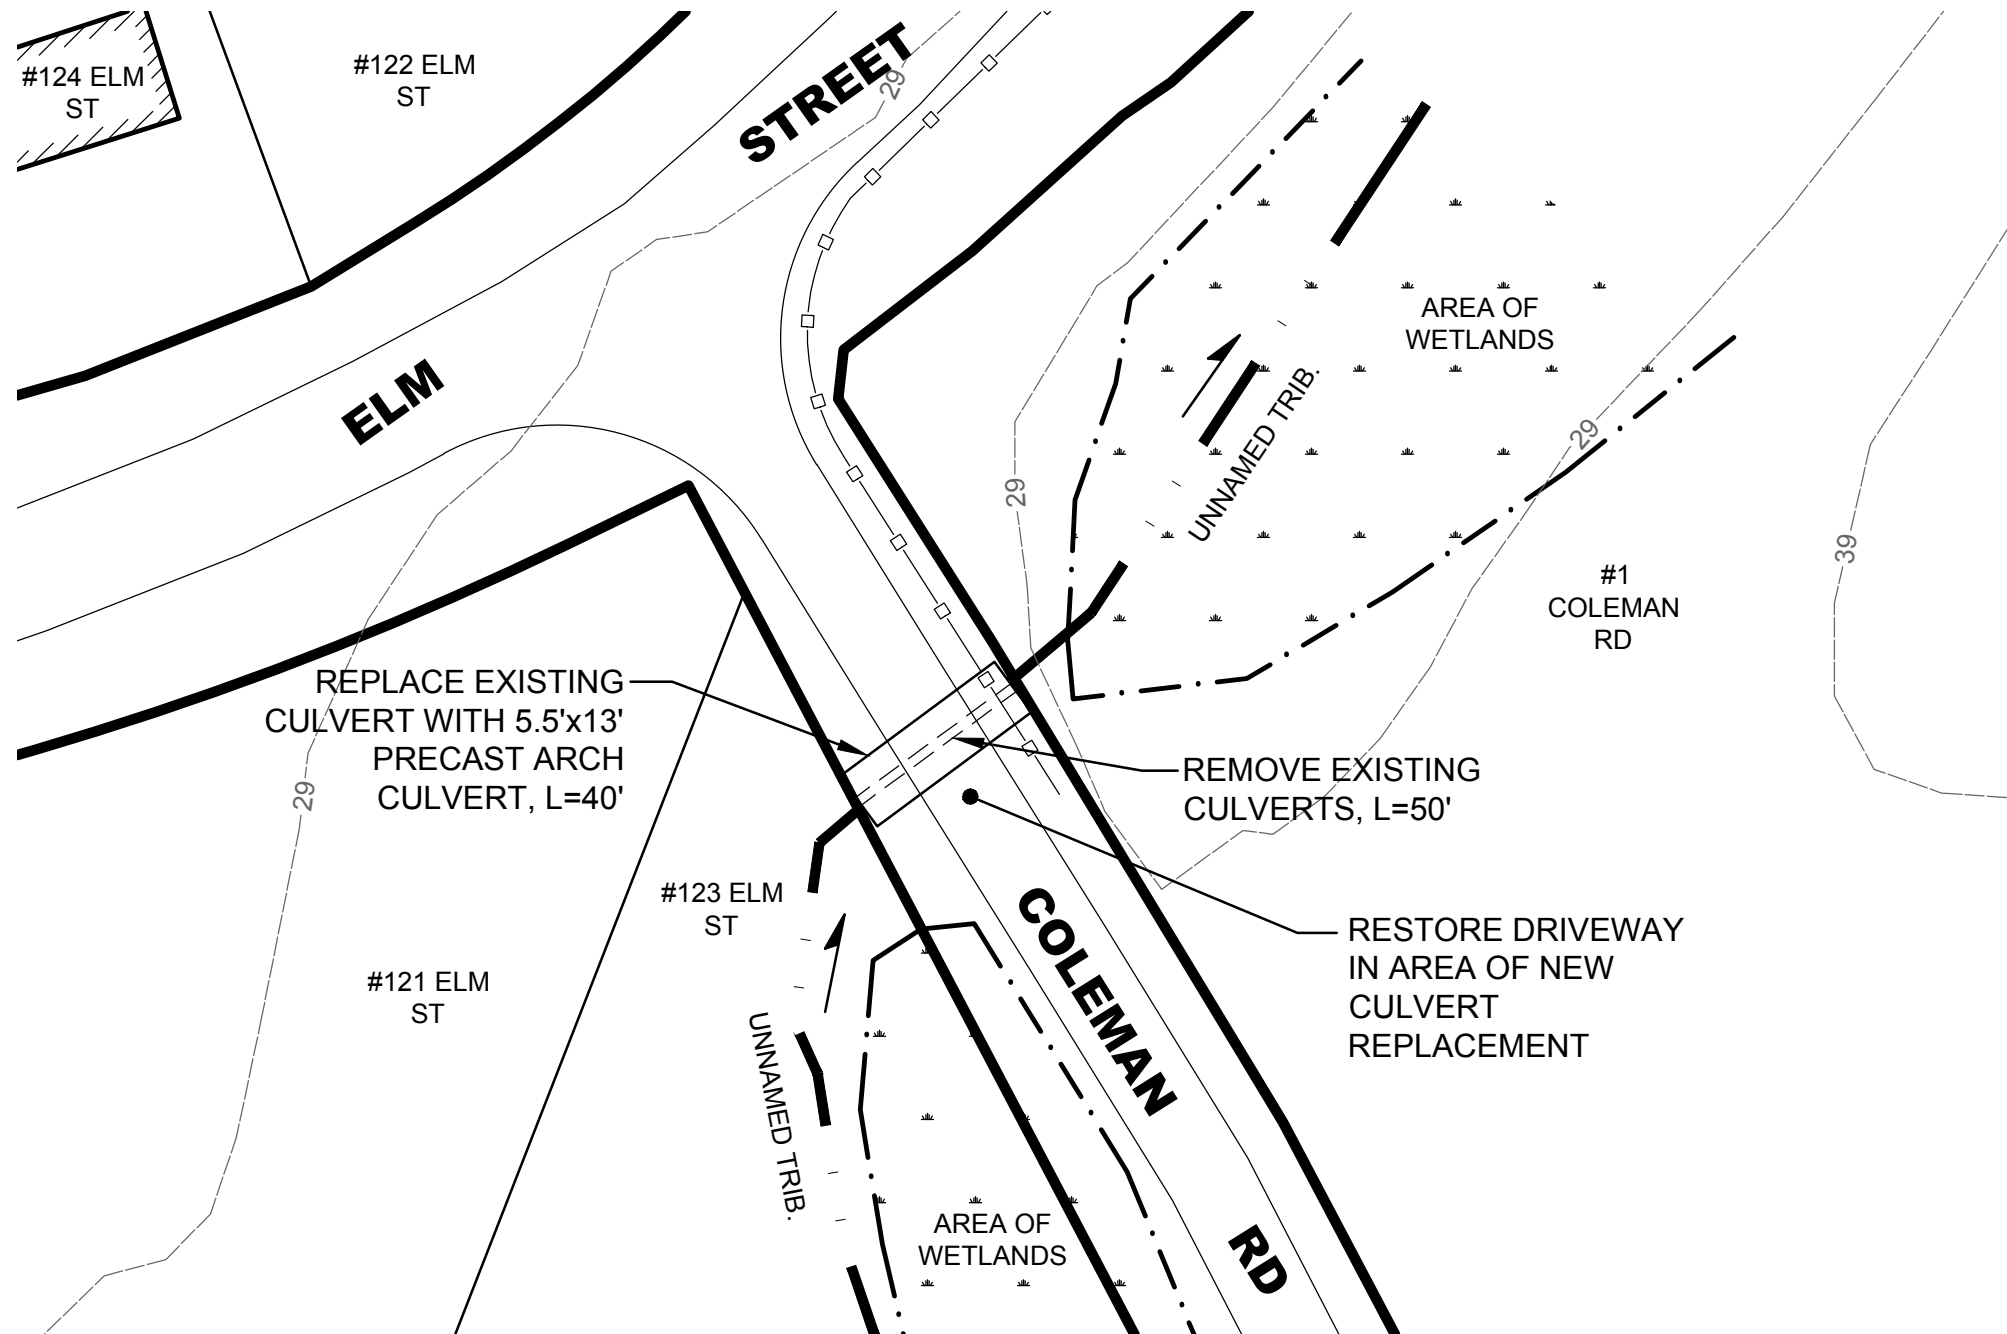 #124 ELM
ST
#122 ELM
ST
STREET
29
ELM
AREA OF
WETLANDS
UNNAMED TRIB.
29
29
39
#1
COLEMAN
RD
REPLACE EXISTING
CULVERT WITH 5.5'x13'
PRECAST ARCH
CULVERT, L=40'
29
REMOVE EXISTING
CULVERTS, L=50'
#123 ELM
ST
#121 ELM
ST
UNNAMED TRIB.
COLEMAN
RD
RESTORE DRIVEWAY
IN AREA OF NEW
CULVERT
REPLACEMENT
AREA OF
WETLANDS